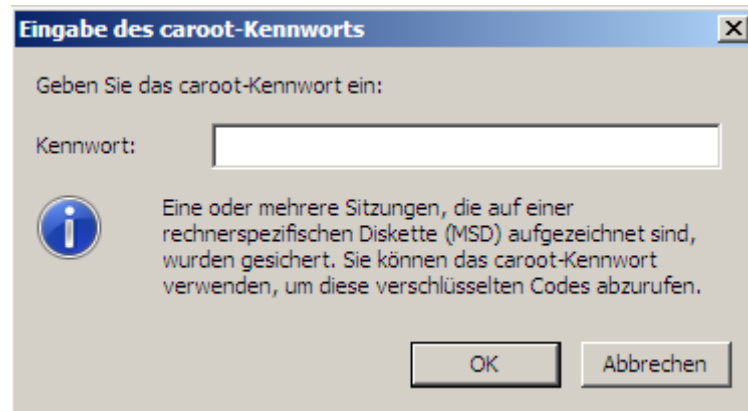 Eingabe des caroot-Kennworts
Geben Sie das caroot-Kennwort ein:
Kennwort:
Eine oder mehrere Sitzungen, die auf einer
rechnerspezifischen Diskette (MSD) aufgezeichnet sind,
wurden gesichert. Sie können das caroot-Kennwort
verwenden, um diese verschlüsselten Codes abzurufen.
OK
Abbrechen